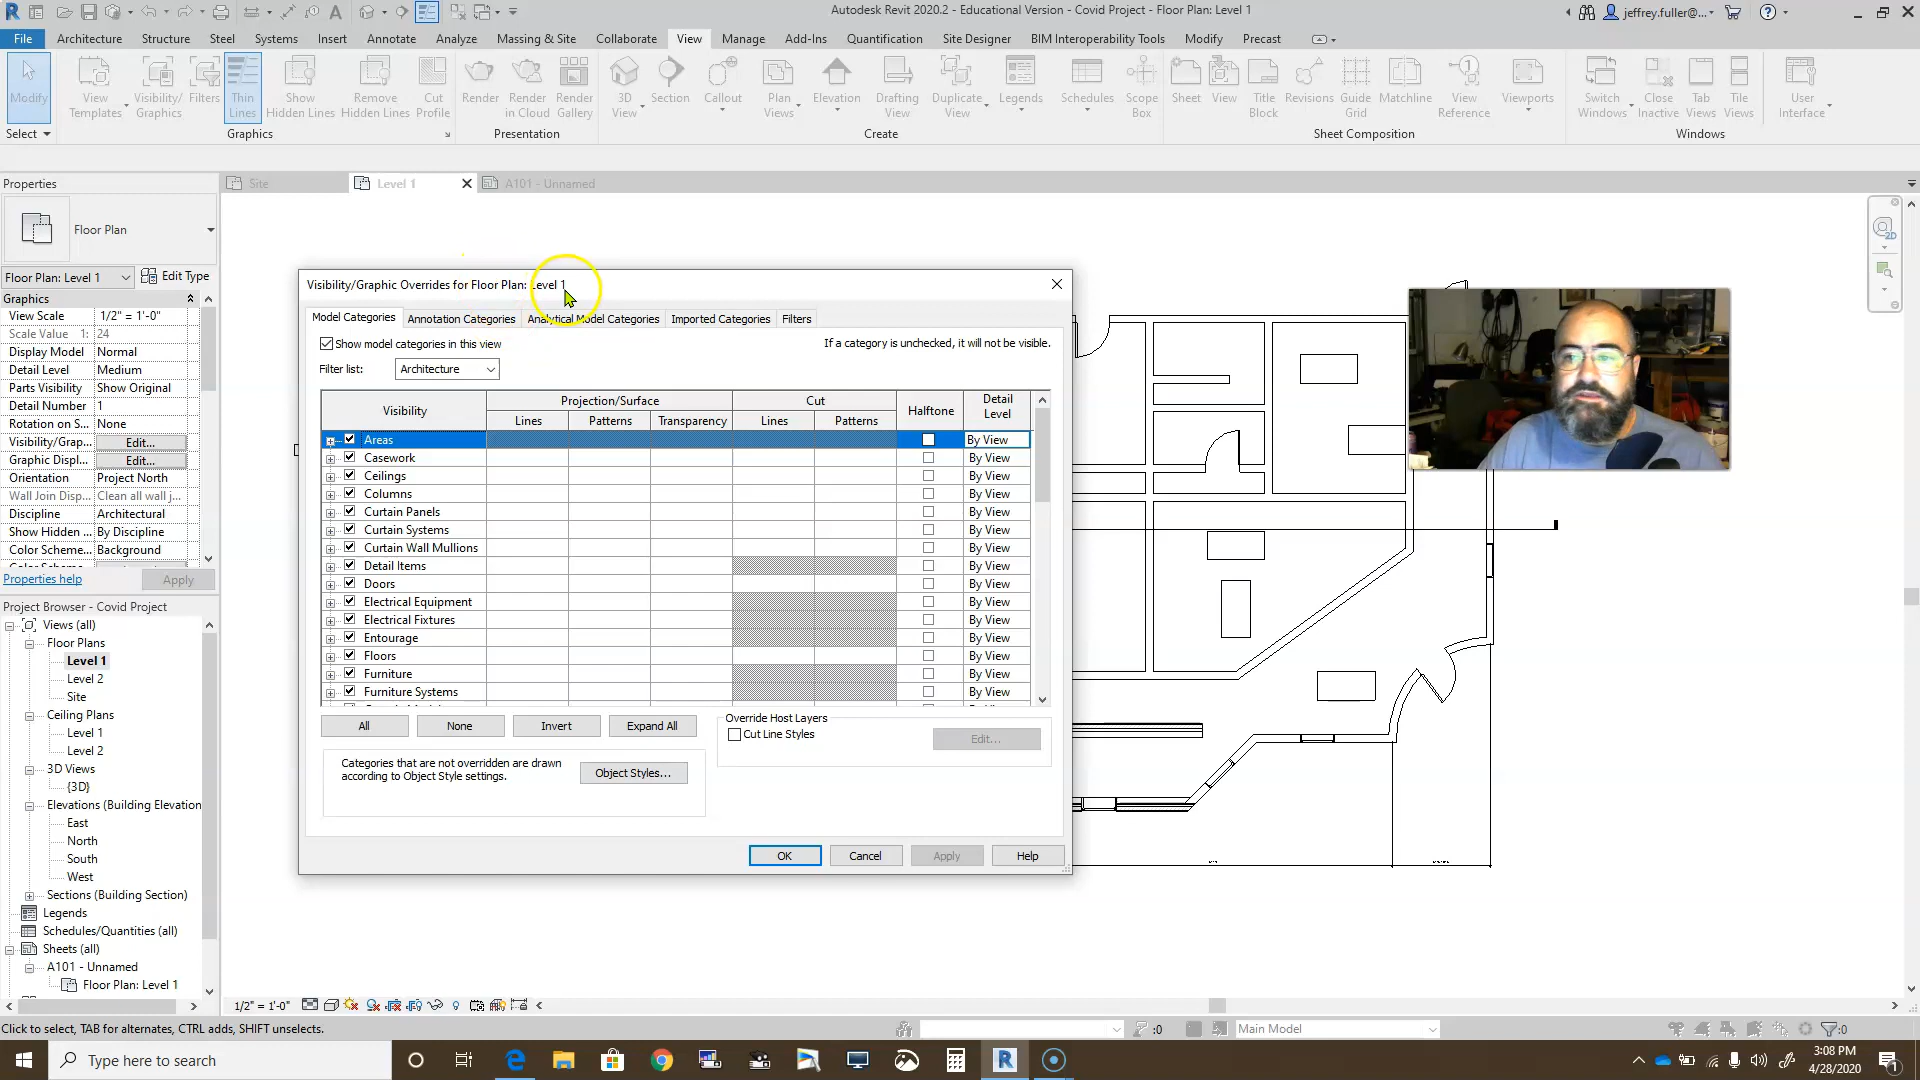 Autodesk Revit 2020.2 - Educational Version - Covid Project - Floor Plan: Level 1
jeffrey.fuller@...
File Architecture Structure Steel Systems Insert Annotate Analyze Massing & Site Collaborate View Manage Add-Ins Quantification Site Designer BIM Interoperability Tools Modify Precast
Modify
View Templates
Visibility/ Graphics
Filters
Thin Lines
Show Hidden Lines
Remove Hidden Lines
Cut Profile
Render
Render in Cloud
Render Gallery
3D View
Section
Callout
Plan Views
Elevation
Drafting View
Duplicate View
Legends
Schedules
Scope Box
Sheet
View
Title Block
Revisions
Guide Grid
Matchline
View Reference
Viewports
Switch Windows
Close Inactive
Tab Views
Tile Views
User Interface
Select Graphics Presentation Create Sheet Composition Windows
Properties
Site
Level 1
A101 - Unnamed
Floor Plan
Floor Plan: Level 1 Edit Type
Graphics
View Scale 1/2" = 1'-0"
Scale Value 1: 24
Display Model Normal
Detail Level Medium
Parts Visibility Show Original
Detail Number 1
Rotation on S... None
Visibility/Grap... Edit...
Graphic Displ... Edit...
Orientation Project North
Wall Join Disp... Clean all wall j...
Discipline Architectural
Show Hidden ... By Discipline
Color Scheme... Background
Properties help Apply
Project Browser - Covid Project
Views (all)
Floor Plans
Level 1
Level 2
Site
Ceiling Plans
Level 1
Level 2
3D Views
{3D}
Elevations (Building Elevation
East
North
South
West
Sections (Building Section)
Legends
Schedules/Quantities (all)
Sheets (all)
A101 - Unnamed
Floor Plan: Level 1
Visibility/Graphic Overrides for Floor Plan: Level 1
Model Categories Annotation Categories Analytical Model Categories Imported Categories Filters
Show model categories in this view If a category is unchecked, it will not be visible.
Filter list: Architecture
Visibility Projection/Surface Cut Halftone Detail Level
Lines Patterns Transparency Lines Patterns
Areas By View
Casework By View
Ceilings By View
Columns By View
Curtain Panels By View
Curtain Systems By View
Curtain Wall Mullions By View
Detail Items By View
Doors By View
Electrical Equipment By View
Electrical Fixtures By View
Entourage By View
Floors By View
Furniture By View
Furniture Systems By View
All None Invert Expand All
Override Host Layers
Cut Line Styles Edit...
Categories that are not overridden are drawn
according to Object Style settings.
Object Styles...
OK Cancel Apply Help
2D
1/2" = 1'-0"
Click to select, TAB for alternates, CTRL adds, SHIFT unselects.
:0 Main Model :0
Type here to search
3:08 PM
4/28/2020
1